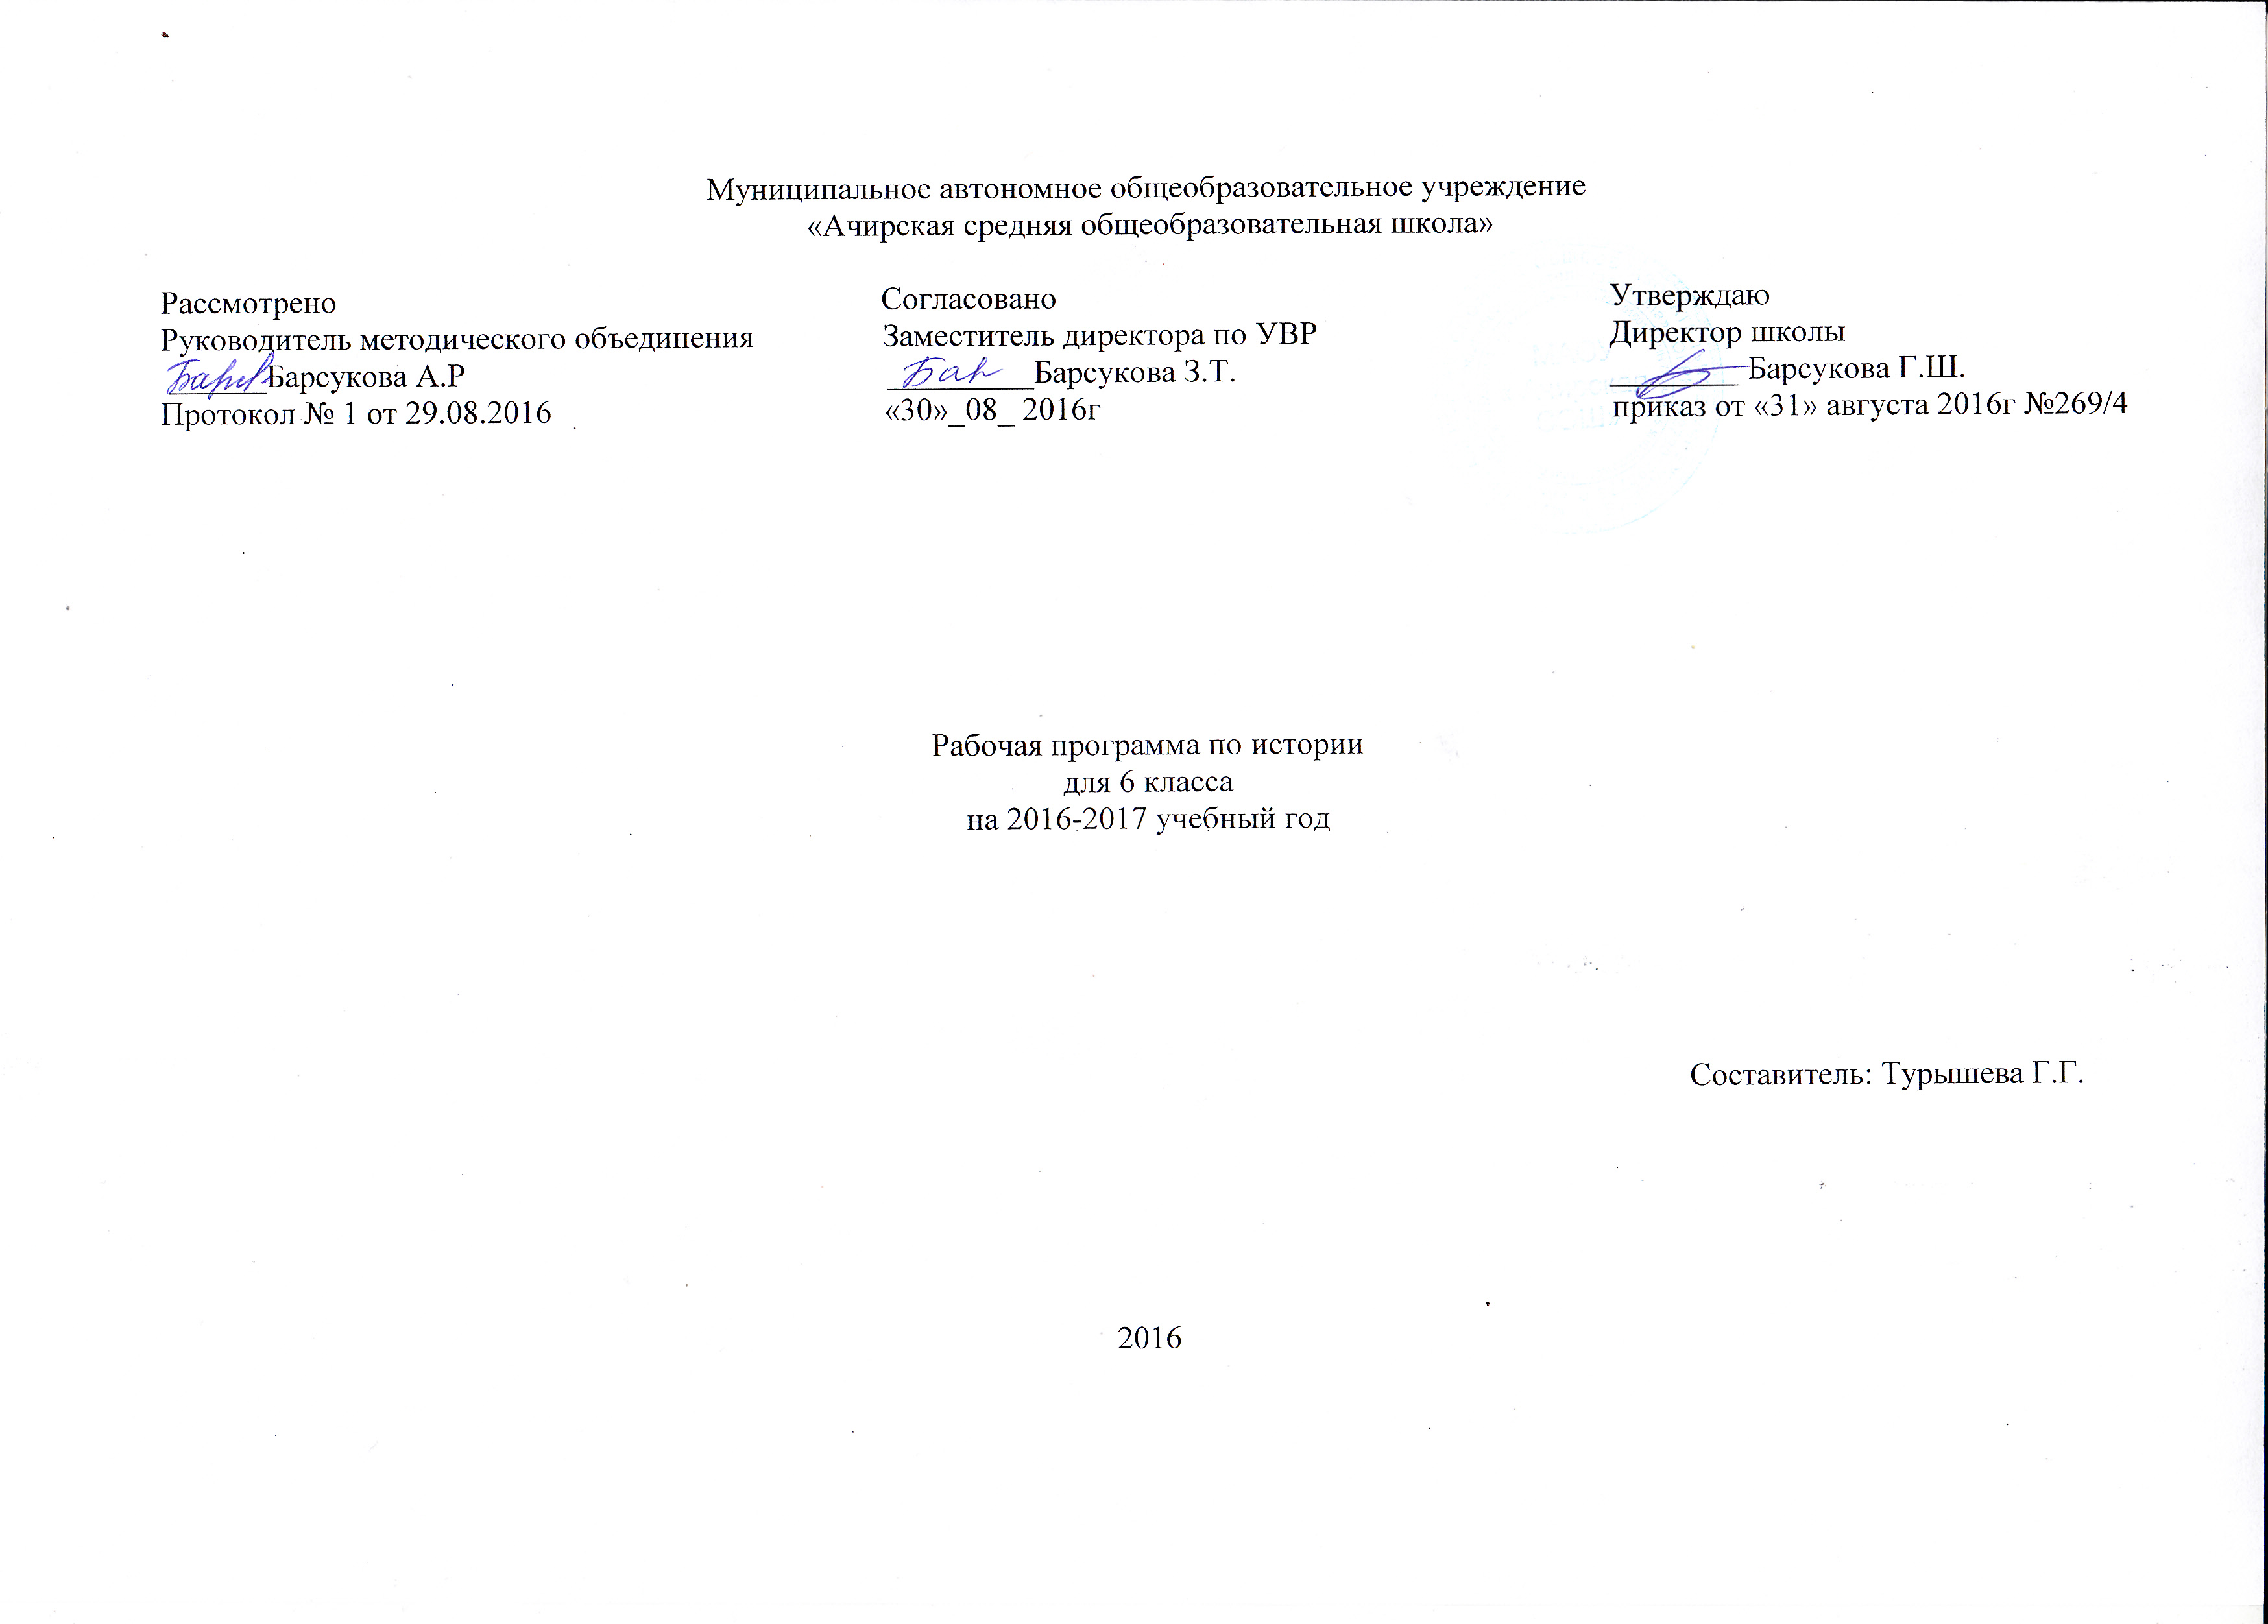 Муниципальное автономное общеобразовательное учреждение
«Ачирская средняя общеобразовательная школа»
Рассмотрено
Руководитель методического объединения
Барсукова А.Р
Протокол № 1 от 29.08.2016
Согласовано
Заместитель директора по УВР
_________Барсукова З.Т.
«30»_08_ 2016г
Утверждаю
Директор школы
________Барсукова Г.Ш.
приказ от «31» августа 2016г №269/4
Рабочая программа по истории
для 6 класса
на 2016-2017 учебный год
Составитель: Турышева Г.Г.
2016